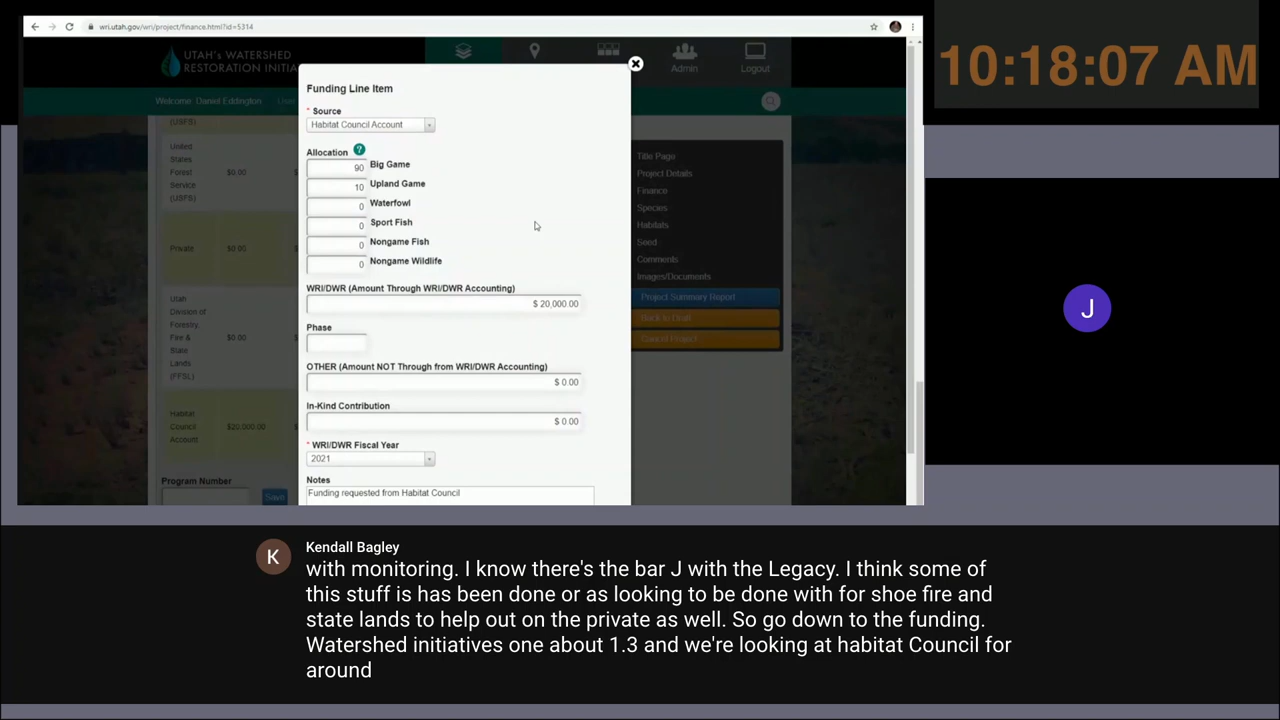 wri.utah.gov/wri/project/finance.html?id=5314
10:18:07 AM
UTAH'S WATERSHED
RESTORATION INITIA
Admin
Logout
Welcome: Daniel Eddington
User
Funding Line Item
* Source
Habitat Council Account
Allocation ?
90 Big Game
10 Upland Game
0 Waterfowl
0 Sport Fish
0 Nongame Fish
0 Nongame Wildlife
WRI/DWR (Amount Through WRI/DWR Accounting)
$ 20,000.00
Phase
OTHER (Amount NOT Through from WRI/DWR Accounting)
$ 0.00
In-Kind Contribution
$ 0.00
* WRI/DWR Fiscal Year
2021
Notes
Funding requested from Habitat Council
(USFS)
United
States
Forest
Service
(USFS)
$0.00
Private
$0.00
Utah
Division of
Forestry,
Fire &
State
Lands
(FFSL)
$0.00
Habitat
Council
Account
$20,000.00
Program Number
Save
Title Page
Project Details
Finance
Species
Habitats
Seed
Comments
Images/Documents
Project Summary Report
Back to Draft
Cancel Project
J
K
Kendall Bagley
with monitoring. I know there's the bar J with the Legacy. I think some of
this stuff is has been done or as looking to be done with for shoe fire and
state lands to help out on the private as well. So go down to the funding.
Watershed initiatives one about 1.3 and we're looking at habitat Council for
around